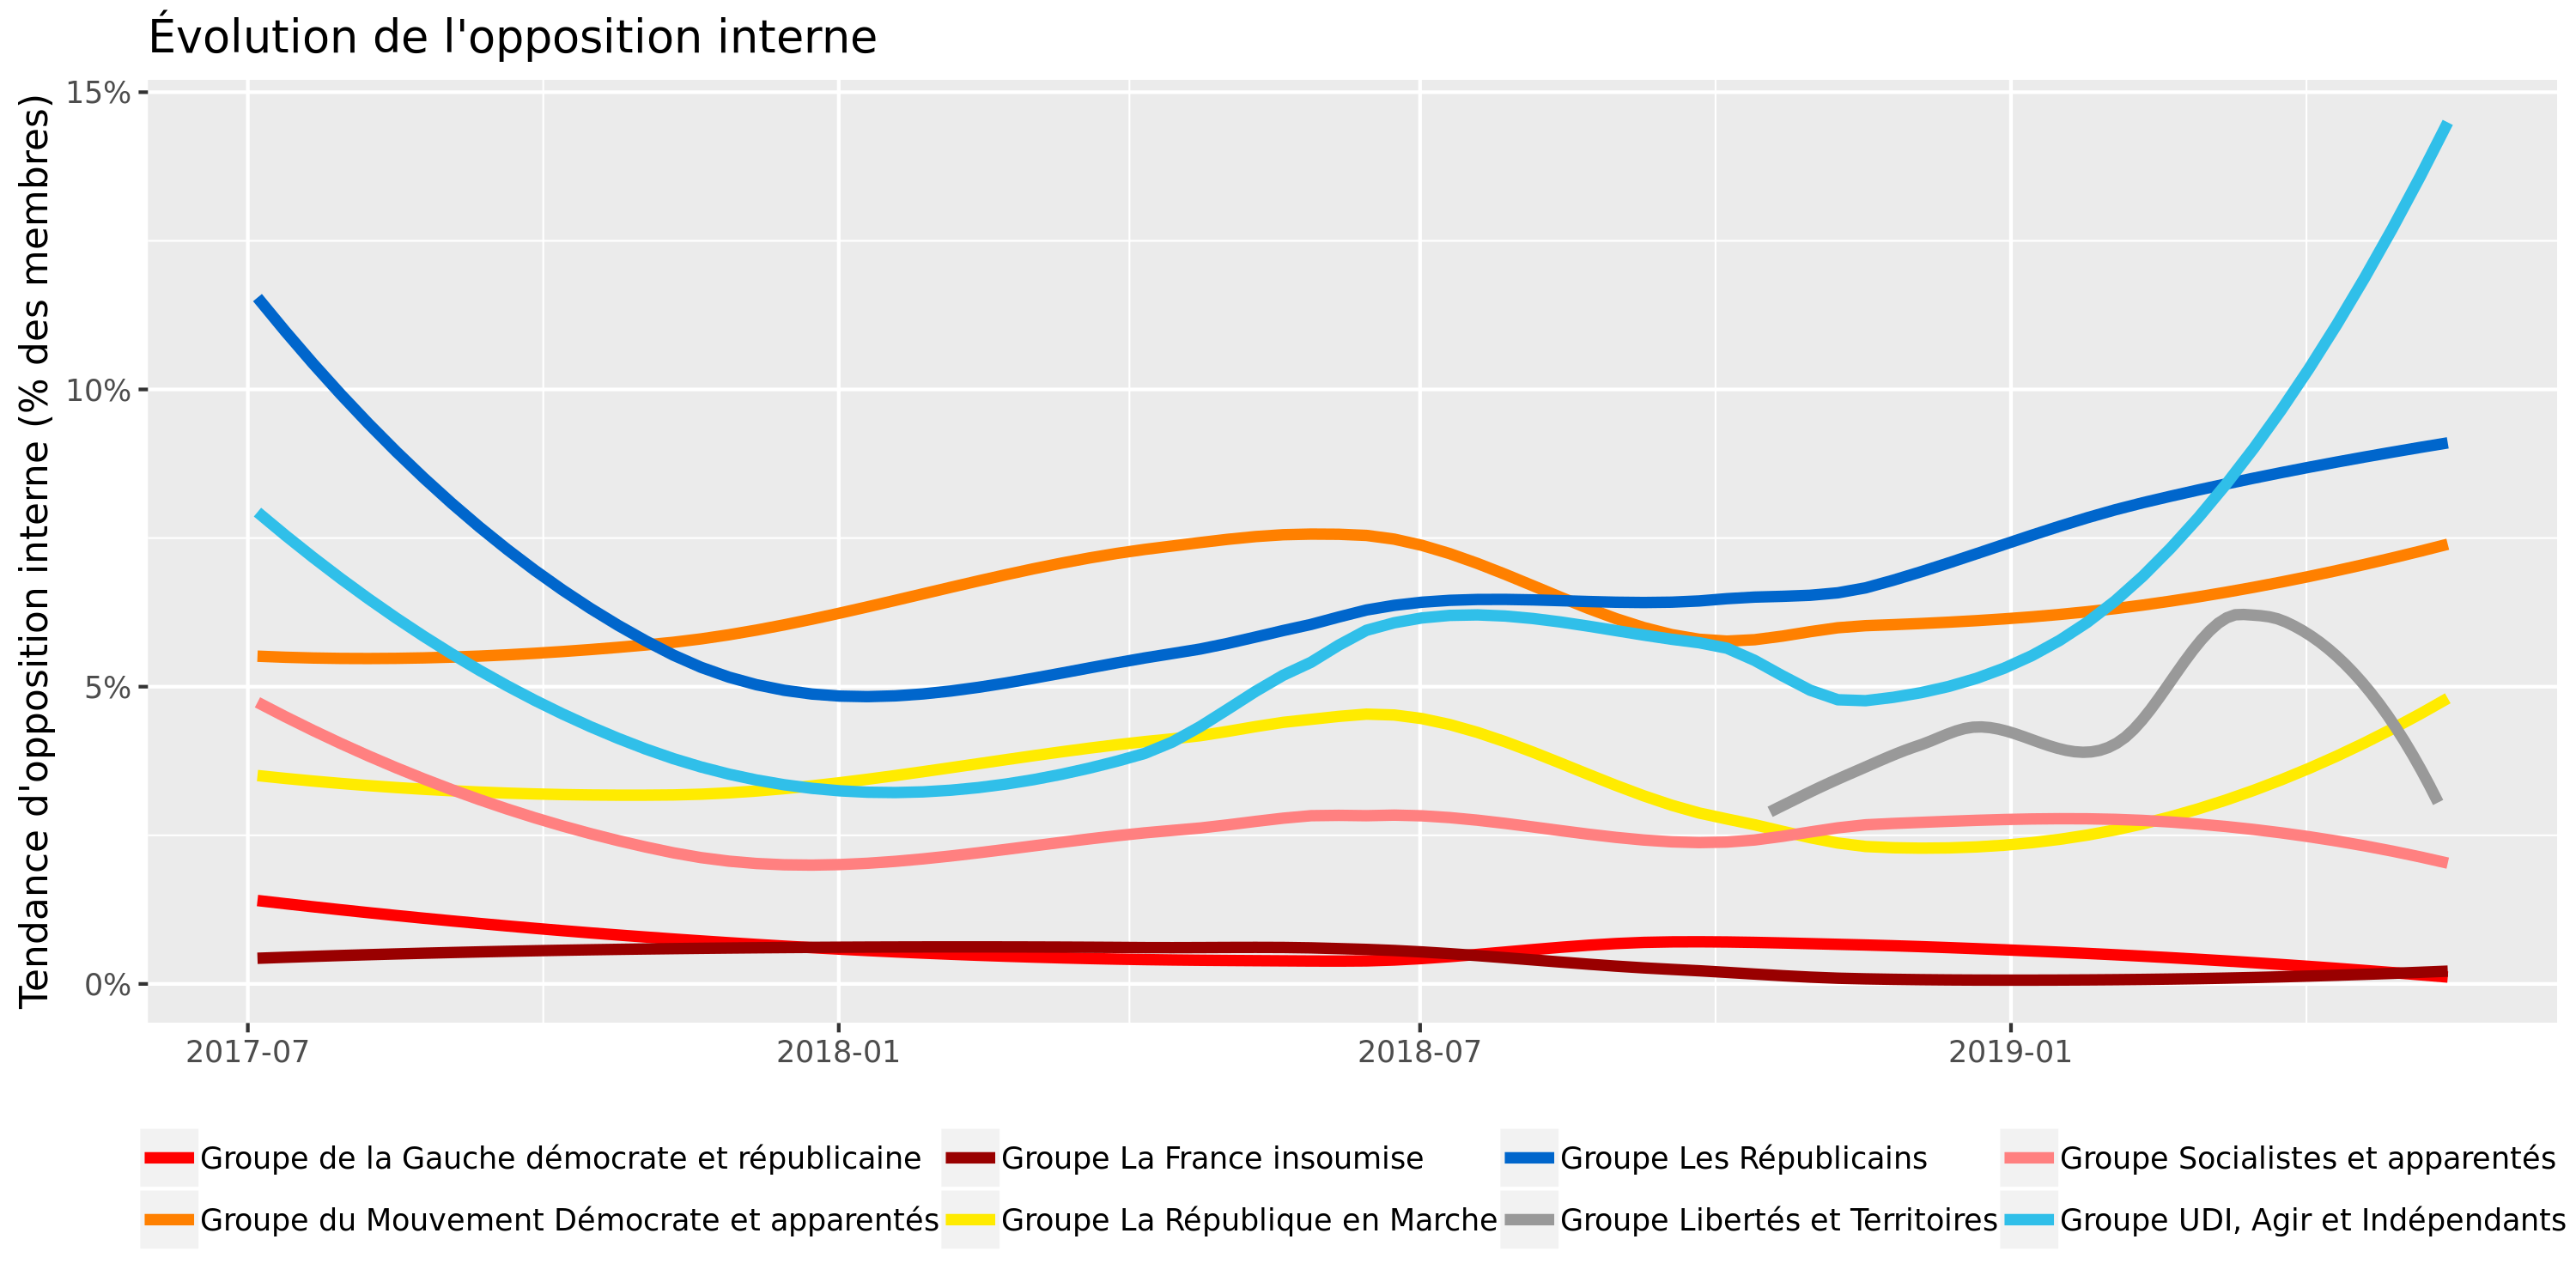 Évolution de l'opposition interne
Tendance d'opposition interne (% des membres)
15%
10%
5%
0%
2017-07 2018-01 2018-07 2019-01
Groupe de la Gauche démocrate et républicaine Groupe La France insoumise Groupe Les Républicains Groupe Socialistes et apparentés
Groupe du Mouvement Démocrate et apparentés Groupe La République en Marche Groupe Libertés et Territoires Groupe UDI, Agir et Indépendants